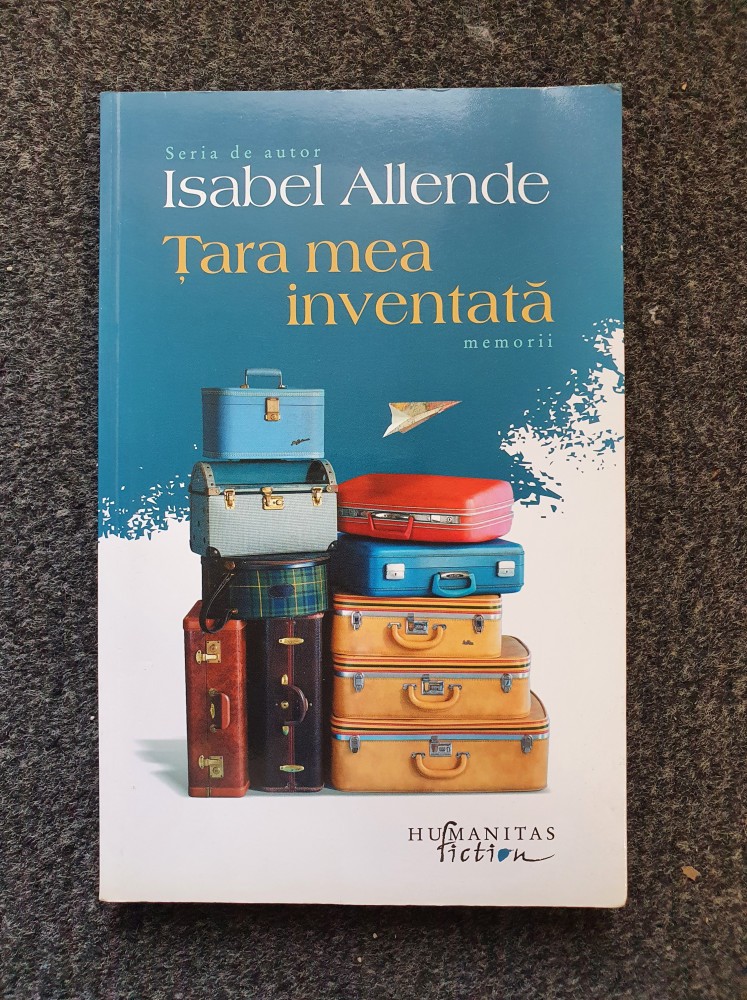 Seria de autor
Isabel Allende
Țara mea
inventată
memorii
HUMANITAS
fiction